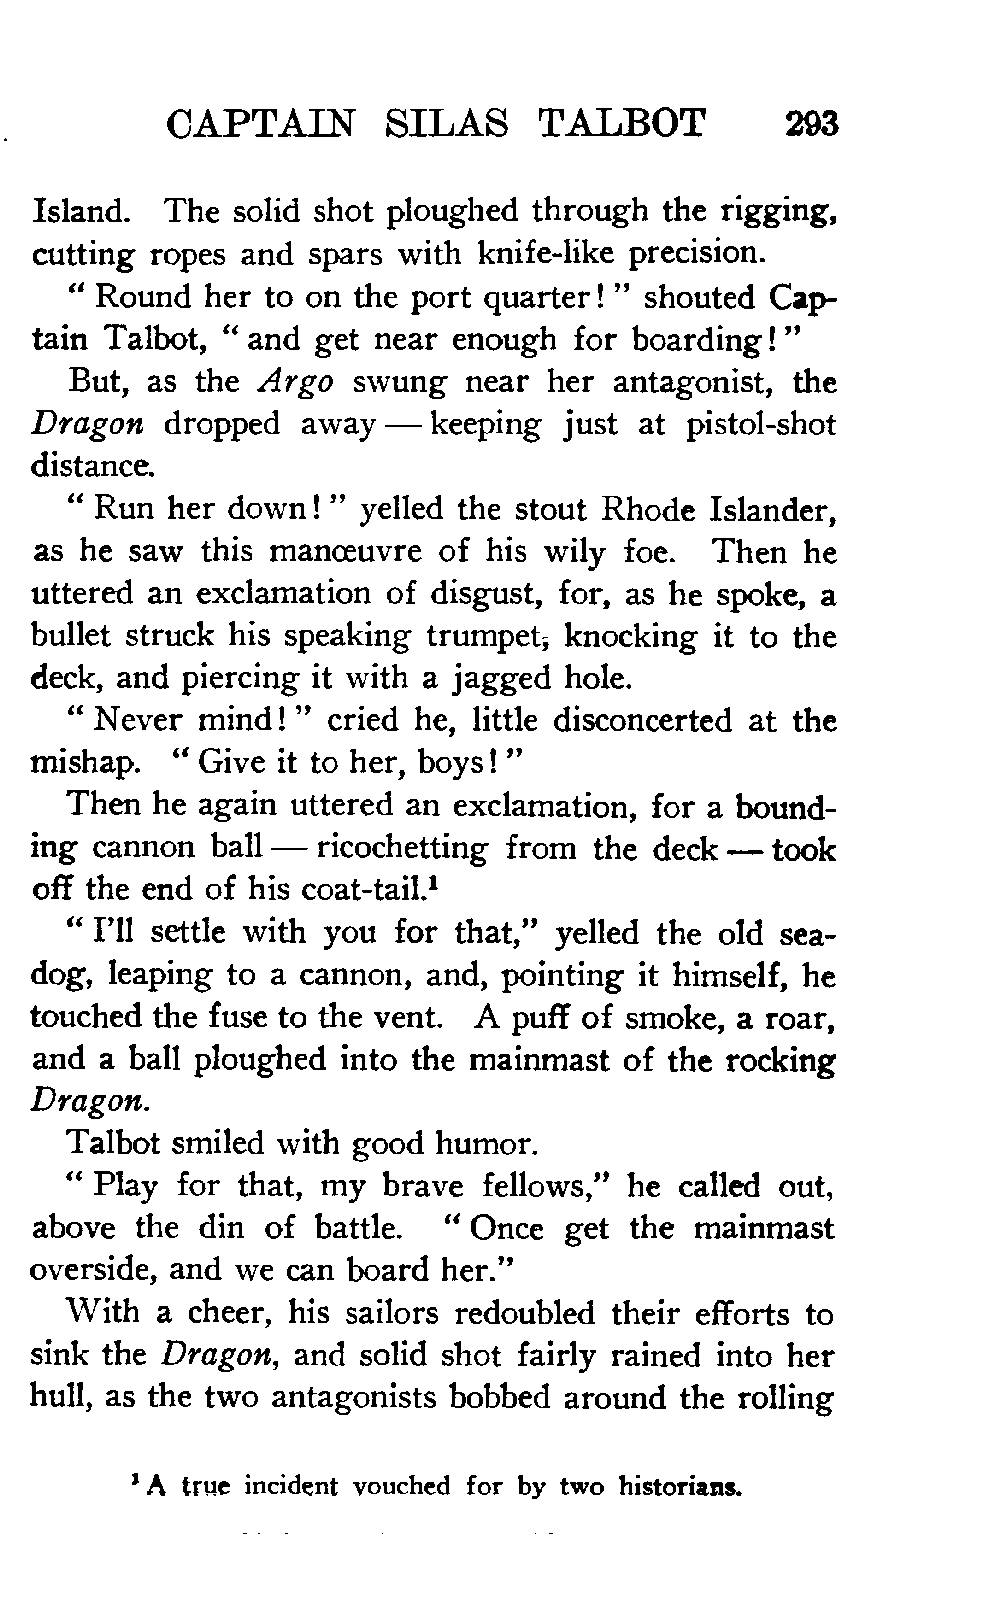 CAPTAIN SILAS TALBOT 293
Island. The solid shot ploughed through the rigging,
cutting ropes and spars with knife-like precision.
" Round her to on the port quarter! " shouted Cap-
tain Talbot, " and get near enough for boarding! "
But, as the Argo swung near her antagonist, the
Dragon dropped away — keeping just at pistol-shot
distance.
" Run her down! " yelled the stout Rhode Islander,
as he saw this manœuvre of his wily foe. Then he
uttered an exclamation of disgust, for, as he spoke, a
bullet struck his speaking trumpet, knocking it to the
deck, and piercing it with a jagged hole.
" Never mind! " cried he, little disconcerted at the
mishap. " Give it to her, boys! "
Then he again uttered an exclamation, for a bound-
ing cannon ball — ricochetting from the deck — took
off the end of his coat-tail.¹
" I'll settle with you for that," yelled the old sea-
dog, leaping to a cannon, and, pointing it himself, he
touched the fuse to the vent. A puff of smoke, a roar,
and a ball ploughed into the mainmast of the rocking
Dragon.
Talbot smiled with good humor.
" Play for that, my brave fellows," he called out,
above the din of battle. " Once get the mainmast
overside, and we can board her."
With a cheer, his sailors redoubled their efforts to
sink the Dragon, and solid shot fairly rained into her
hull, as the two antagonists bobbed around the rolling
¹ A true incident vouched for by two historians.